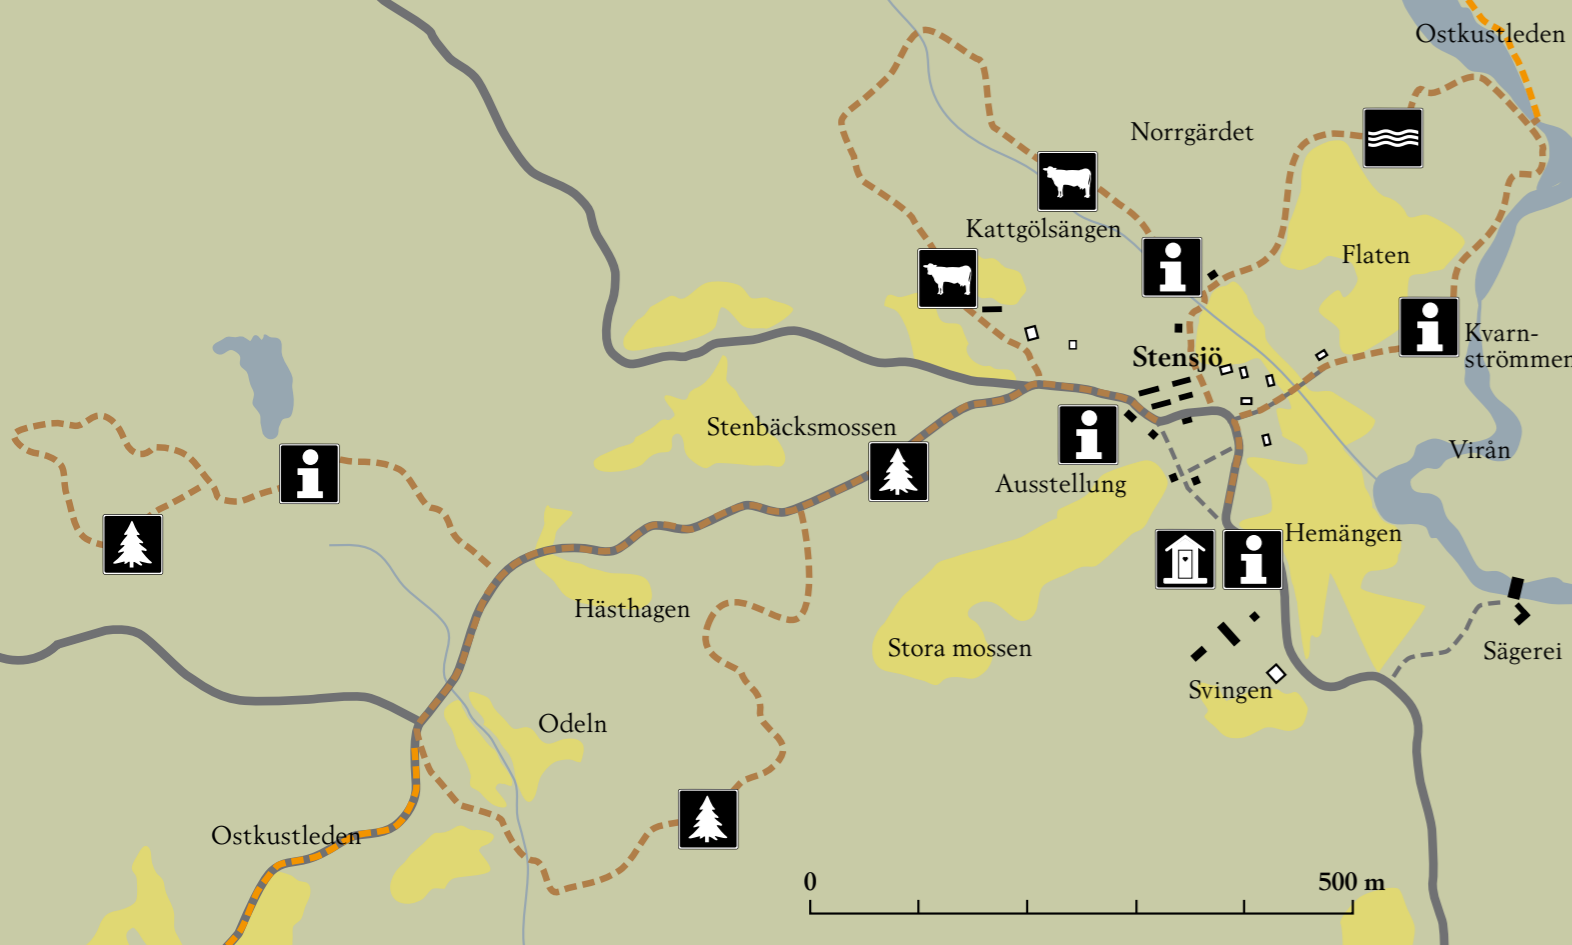 Ostkustleden
Norrgärdet
Kattgölsängen
Flaten
Kvarn-
strömmen
Stensjö
Stenbäcksmossen
Virån
Ausstellung
Hemängen
Hästhagen
Stora mossen
Sägerei
Svingen
Odeln
Ostkustleden
0
500 m